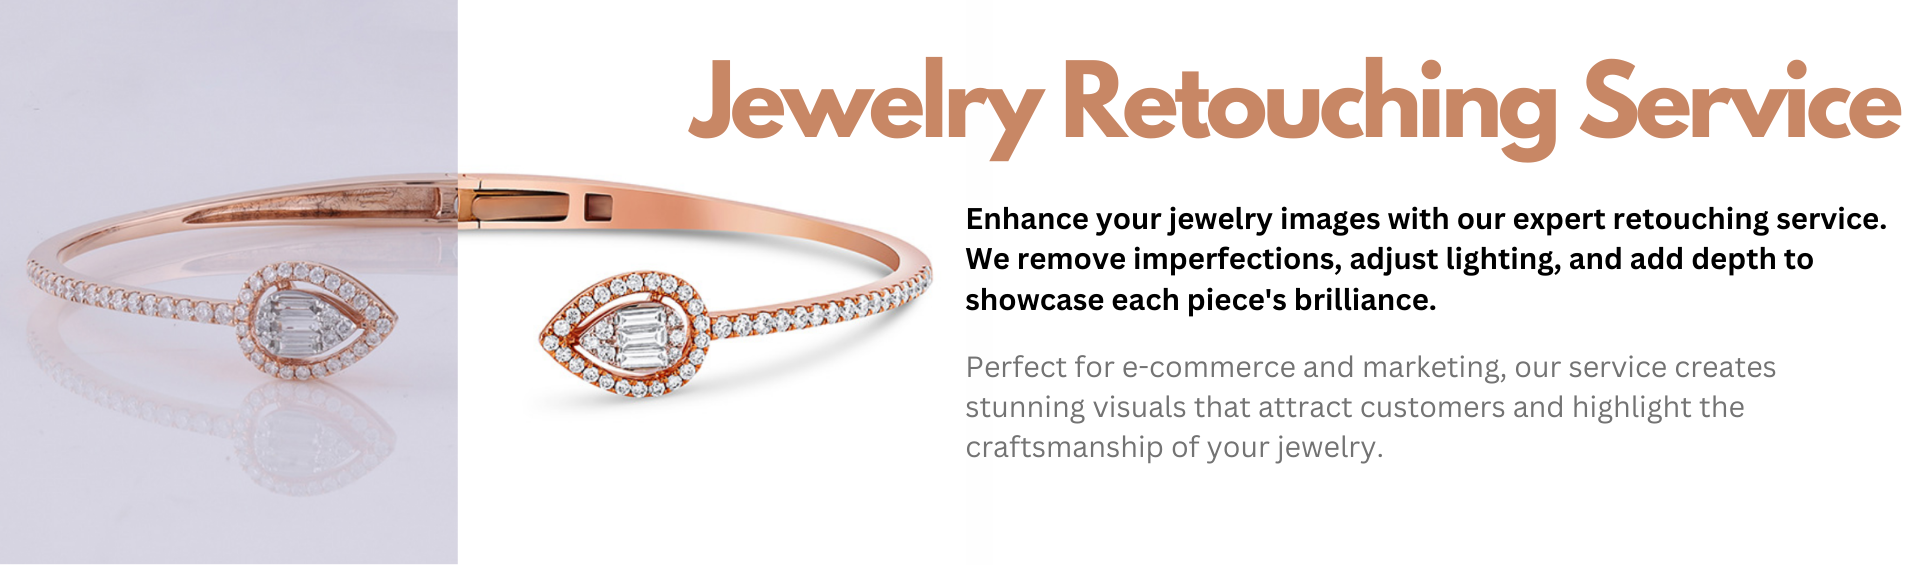 Jewelry Retouching Service
Enhance your jewelry images with our expert retouching service.
We remove imperfections, adjust lighting, and add depth to
showcase each piece's brilliance.
Perfect for e-commerce and marketing, our service creates
stunning visuals that attract customers and highlight the
craftsmanship of your jewelry.